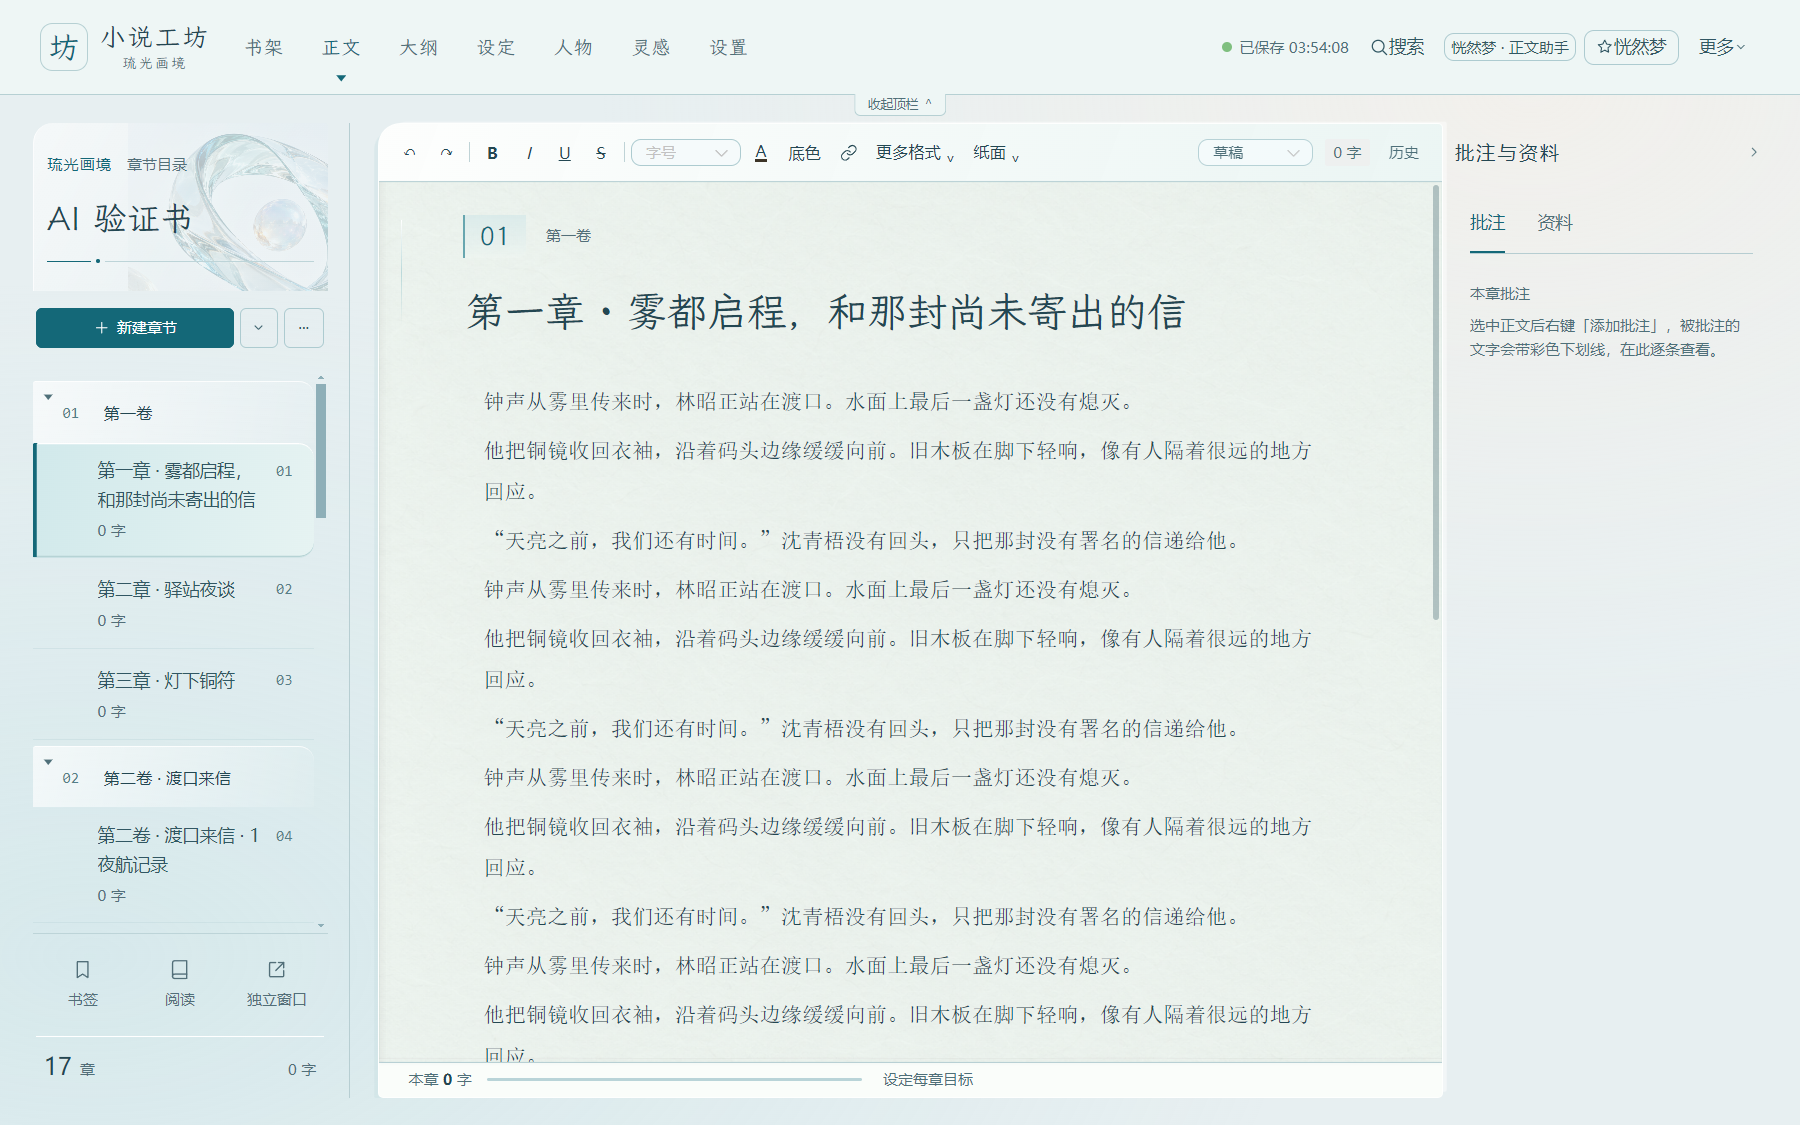 坊
小说工坊
琉光画境
书架
正文
大纲
设定
人物
灵感
设置
已保存 03:54:08
搜索
恍然梦 · 正文助手
恍然梦
更多
收起顶栏 ^
琉光画境 章节目录
AI 验证书
+ 新建章节
...
01 第一卷
第一章 · 雾都启程, 01
和那封尚未寄出的信
0 字
第二章 · 驿站夜谈 02
0 字
第三章 · 灯下铜符 03
0 字
02 第二卷 · 渡口来信
第二卷 · 渡口来信 · 1 04
夜航记录
0 字
书签
阅读
独立窗口
17 章
0 字
B I U S
字号
A 底色
更多格式
纸面
草稿
0 字
历史
01 第一卷
第一章 · 雾都启程，和那封尚未寄出的信
钟声从雾里传来时，林昭正站在渡口。水面上最后一盏灯还没有熄灭。
他把铜镜收回衣袖，沿着码头边缘缓缓向前。旧木板在脚下轻响，像有人隔着很远的地方
回应。
“天亮之前，我们还有时间。”沈青梧没有回头，只把那封没有署名的信递给他。
钟声从雾里传来时，林昭正站在渡口。水面上最后一盏灯还没有熄灭。
他把铜镜收回衣袖，沿着码头边缘缓缓向前。旧木板在脚下轻响，像有人隔着很远的地方
回应。
“天亮之前，我们还有时间。”沈青梧没有回头，只把那封没有署名的信递给他。
钟声从雾里传来时，林昭正站在渡口。水面上最后一盏灯还没有熄灭。
他把铜镜收回衣袖，沿着码头边缘缓缓向前。旧木板在脚下轻响，像有人隔着很远的地方
回应。
“天亮之前，我们还有时间。”沈青梧没有回头，只把那封没有署名的信递给他。
钟声从雾里传来时，林昭正站在渡口。水面上最后一盏灯还没有熄灭。
他把铜镜收回衣袖，沿着码头边缘缓缓向前。旧木板在脚下轻响，像有人隔着很远的地方
回应。
本章 0 字
设定每章目标
批注与资料
批注
资料
本章批注
选中正文后右键「添加批注」，被批注的
文字会带彩色下划线，在此逐条查看。